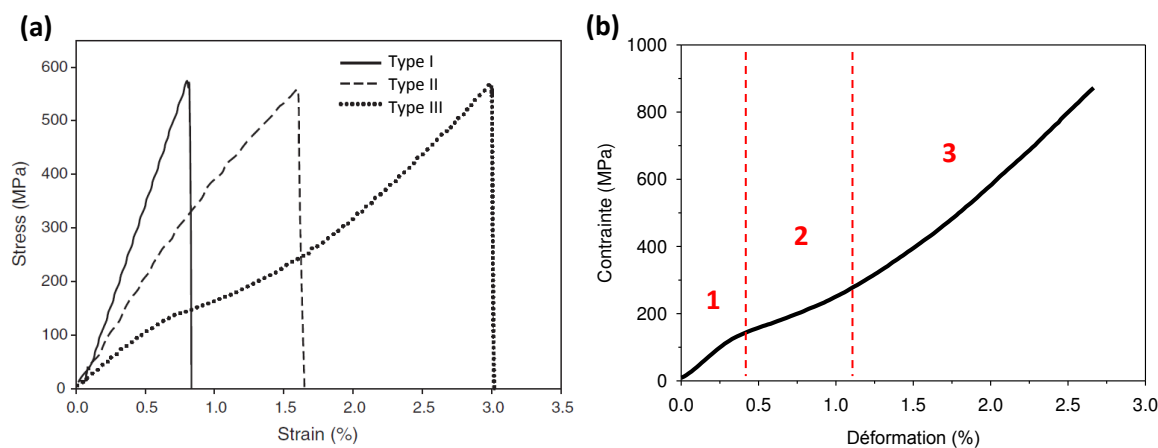 (a)
600
500
400
300
200
100
0
Stress (MPa)
Type I
Type II
Type III
0.0 0.5 1.0 1.5 2.0 2.5 3.0 3.5
Strain (%)
(b)
1000
800
600
400
200
0
Contrainte (MPa)
1
2
3
0.0 0.5 1.0 1.5 2.0 2.5 3.0
Déformation (%)